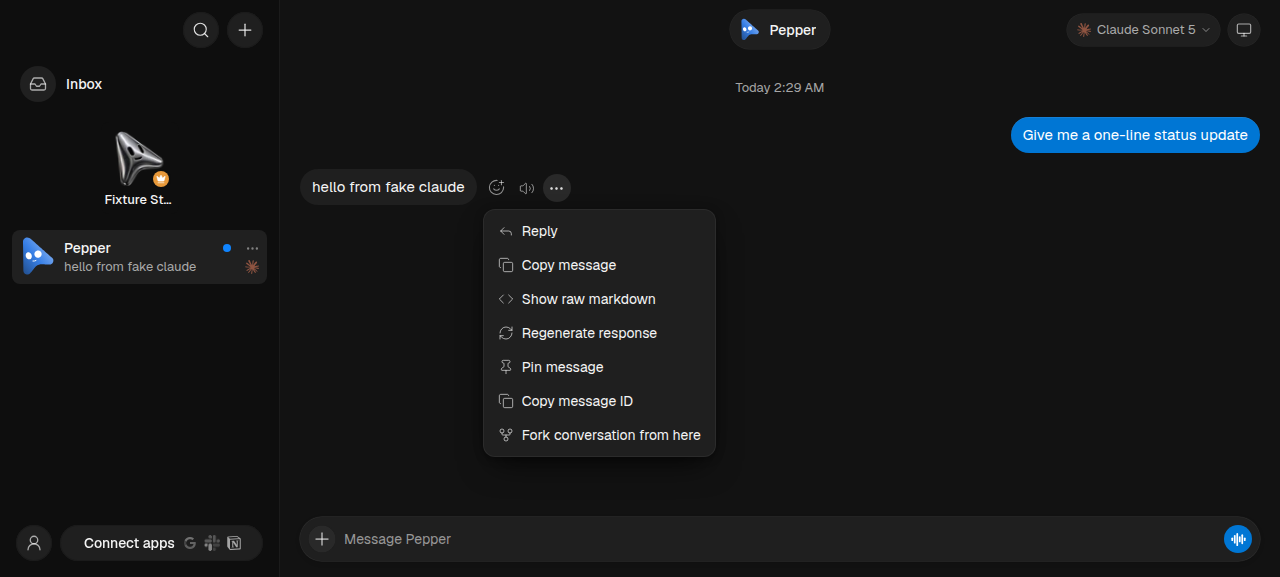 Inbox
Fixture St...
Pepper
hello from fake claude
Connect apps
Pepper
Claude Sonnet 5
Today 2:29 AM
Give me a one-line status update
hello from fake claude
Reply
Copy message
Show raw markdown
Regenerate response
Pin message
Copy message ID
Fork conversation from here
Message Pepper